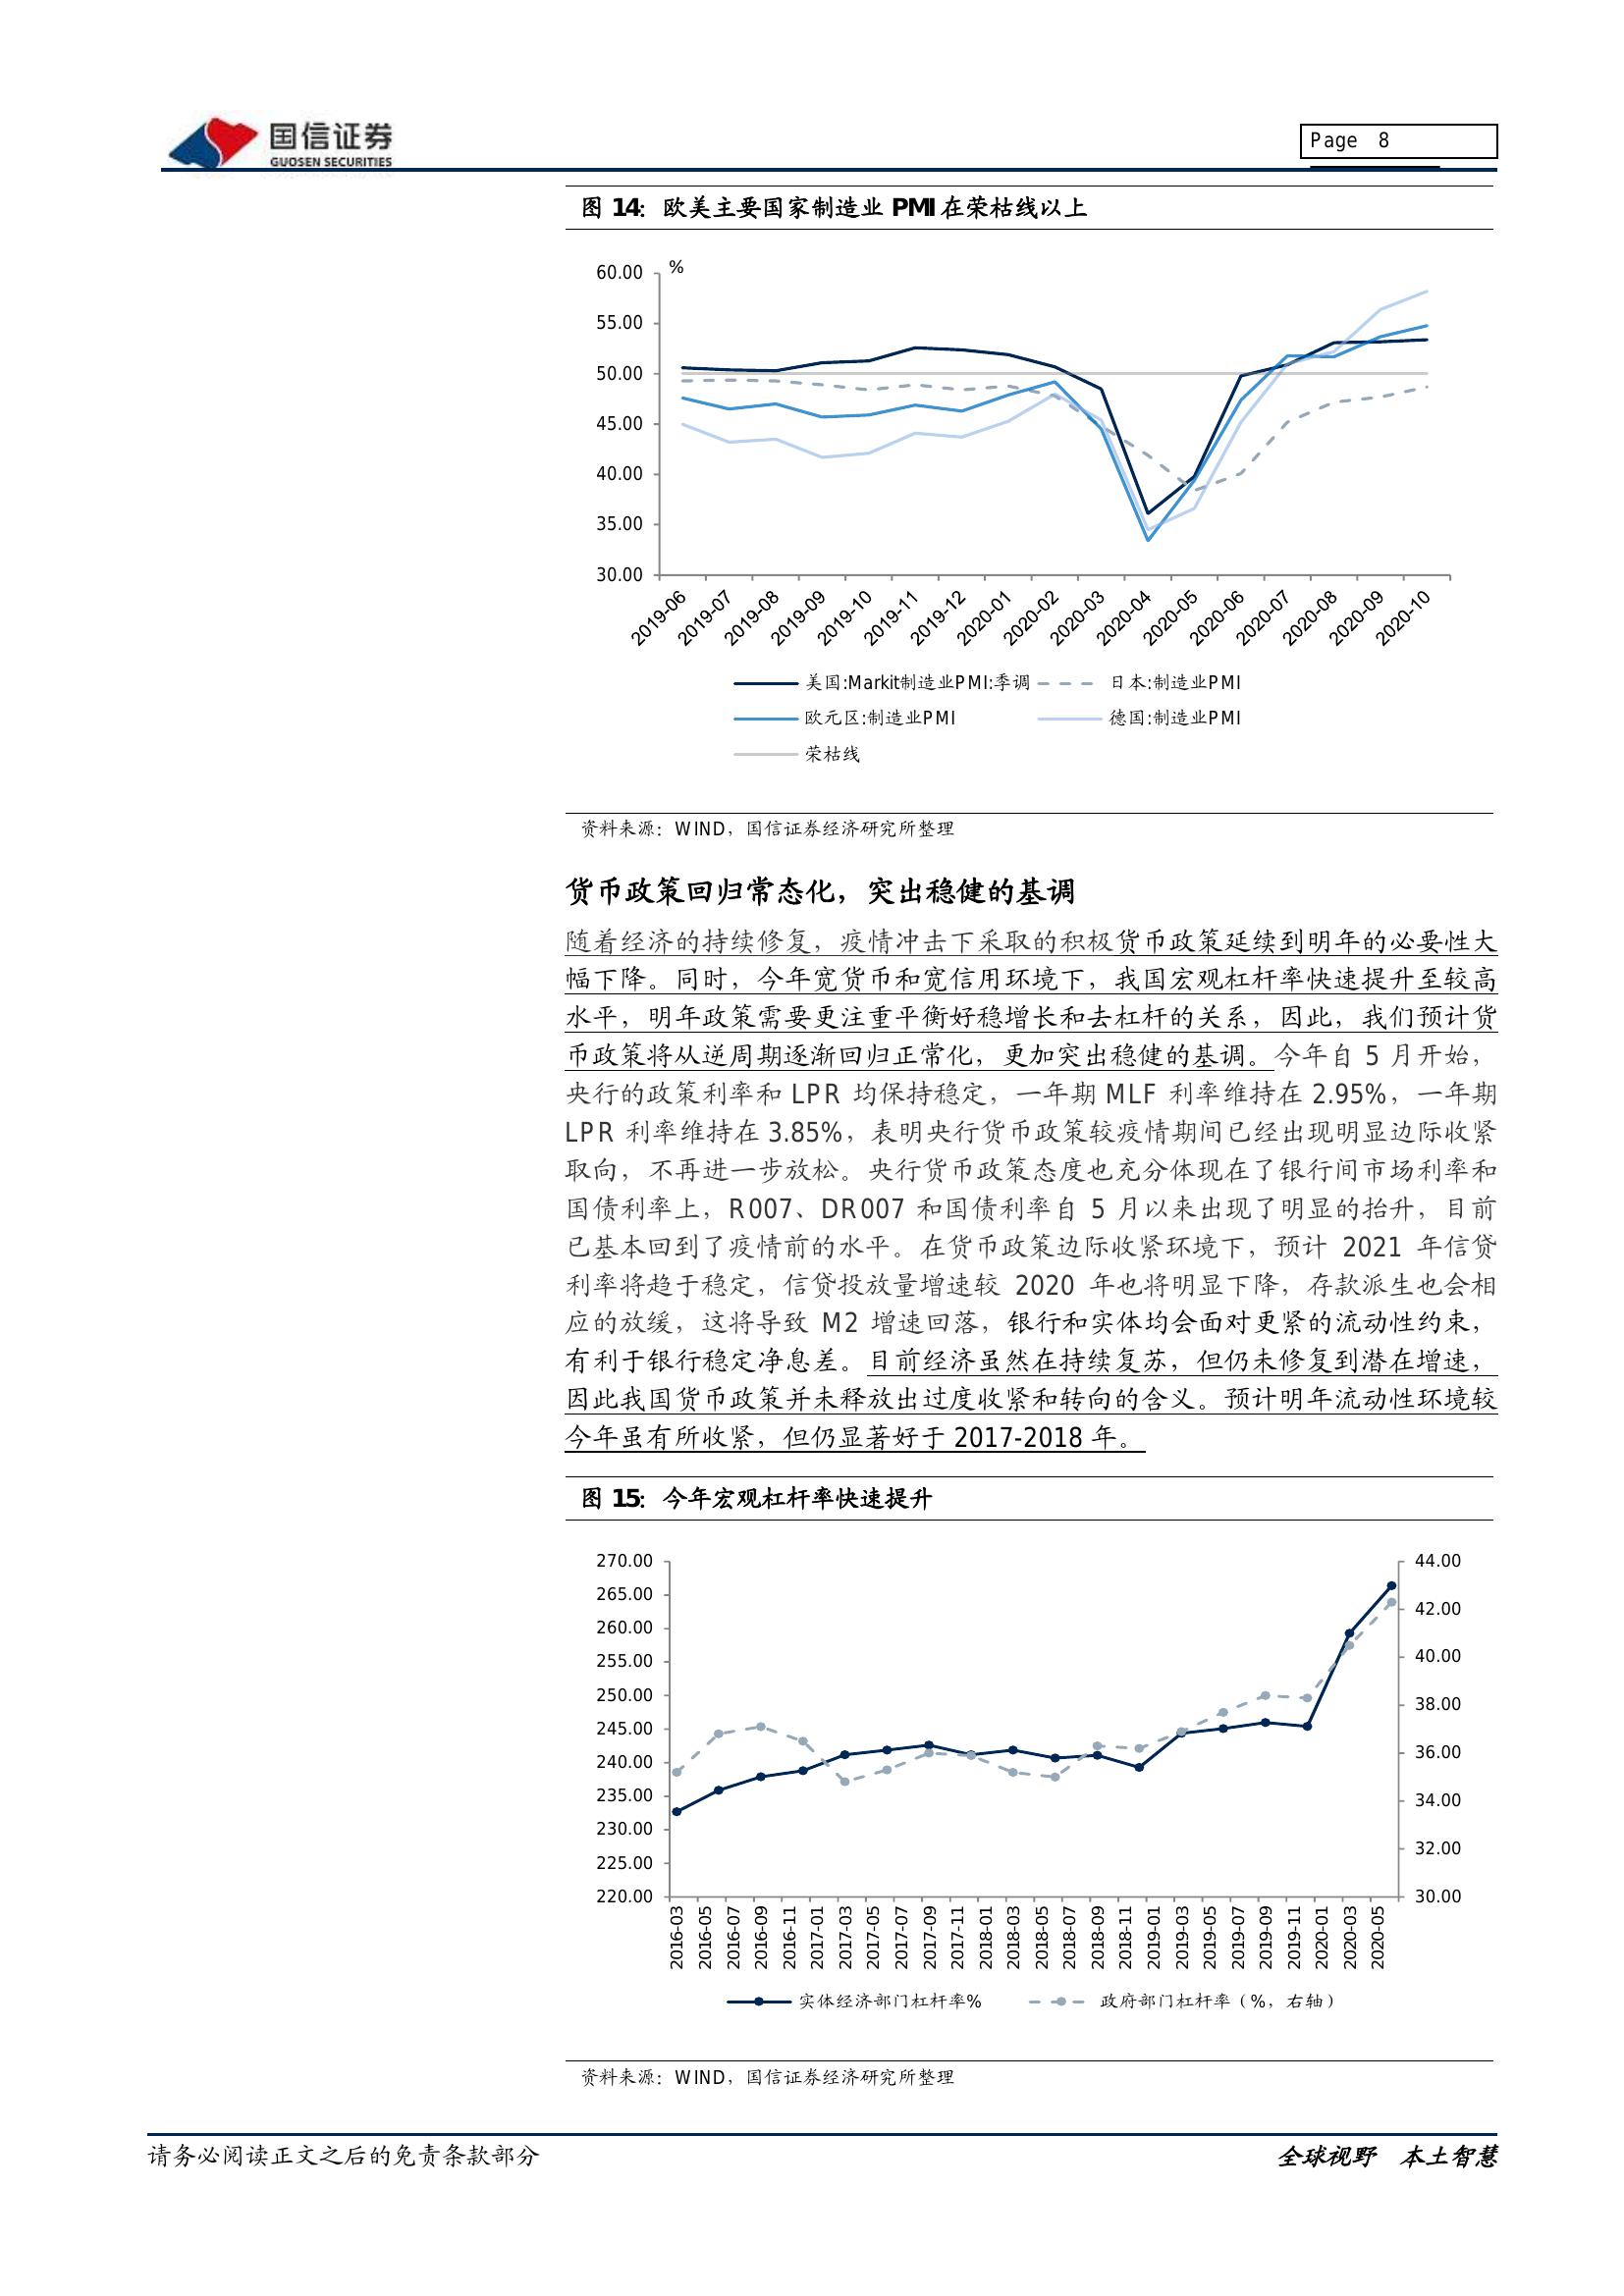 国信证券
GUOSEN SECURITIES
Page 8
图 14：欧美主要国家制造业 PMI 在荣枯线以上
%
60.00
55.00
50.00
45.00
40.00
35.00
30.00
2019-06
2019-07
2019-08
2019-09
2019-10
2019-11
2019-12
2020-01
2020-02
2020-03
2020-04
2020-05
2020-06
2020-07
2020-08
2020-09
2020-10
美国:Markit制造业PMI:季调
日本:制造业PMI
欧元区:制造业PMI
德国:制造业PMI
荣枯线
资料来源：WIND，国信证券经济研究所整理
货币政策回归常态化，突出稳健的基调
随着经济的持续修复，疫情冲击下采取的积极货币政策延续到明年的必要性大
幅下降。同时，今年宽货币和宽信用环境下，我国宏观杠杆率快速提升至较高
水平，明年政策需要更注重平衡好稳增长和去杠杆的关系，因此，我们预计货
币政策将从逆周期逐渐回归正常化，更加突出稳健的基调。今年自 5 月开始，
央行的政策利率和 LPR 均保持稳定，一年期 MLF 利率维持在 2.95%，一年期
LPR 利率维持在 3.85%，表明央行货币政策较疫情期间已经出现明显边际收紧
取向，不再进一步放松。央行货币政策态度也充分体现在了银行间市场利率和
国债利率上，R007、DR007 和国债利率自 5 月以来出现了明显的抬升，目前
已基本回到了疫情前的水平。在货币政策边际收紧环境下，预计 2021 年信贷
利率将趋于稳定，信贷投放量增速较 2020 年也将明显下降，存款派生也会相
应的放缓，这将导致 M2 增速回落，银行和实体均会面对更紧的流动性约束，
有利于银行稳定净息差。目前经济虽然在持续复苏，但仍未修复到潜在增速，
因此我国货币政策并未释放出过度收紧和转向的含义。预计明年流动性环境较
今年虽有所收紧，但仍显著好于 2017-2018 年。
图 15：今年宏观杠杆率快速提升
270.00
265.00
260.00
255.00
250.00
245.00
240.00
235.00
230.00
225.00
220.00
44.00
42.00
40.00
38.00
36.00
34.00
32.00
30.00
2016-03
2016-05
2016-07
2016-09
2016-11
2017-01
2017-03
2017-05
2017-07
2017-09
2017-11
2018-01
2018-03
2018-05
2018-07
2018-09
2018-11
2019-01
2019-03
2019-05
2019-07
2019-09
2019-11
2020-01
2020-03
2020-05
实体经济部门杠杆率%
政府部门杠杆率（%，右轴）
资料来源：WIND，国信证券经济研究所整理
请务必阅读正文之后的免责条款部分
全球视野 本土智慧